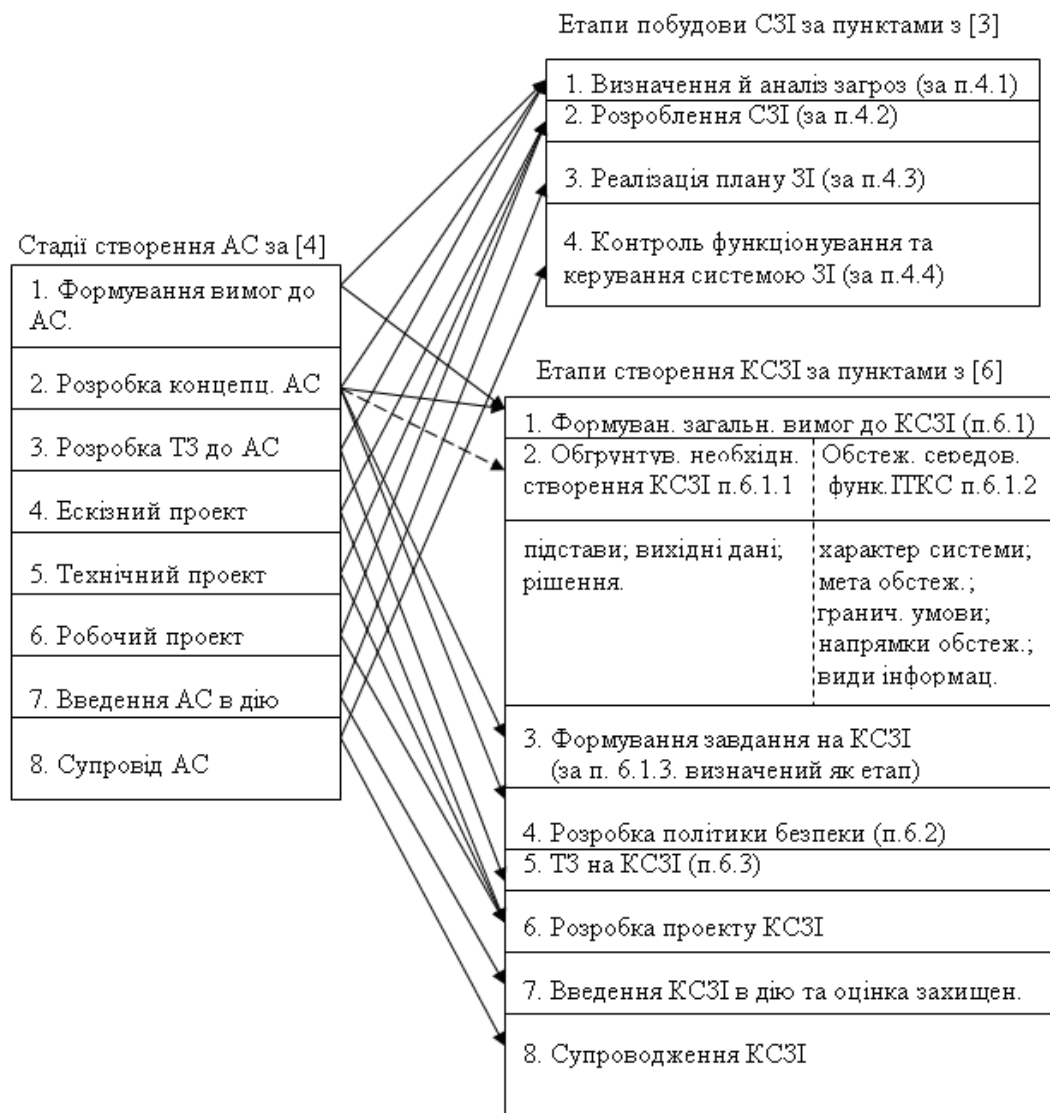 Етапи побудови СЗІ за пунктами з [3]
1. Визначення й аналіз загроз (за п.4.1)
2. Розроблення СЗІ (за п.4.2)
3. Реалізація плану ЗІ (за п.4.3)
4. Контроль функціонування та
керування системою ЗІ (за п.4.4)
Стадії створення АС за [4]
1. Формування вимог до
АС.
2. Розробка концепц. АС
3. Розробка ТЗ до АС
4. Ескізний проект
5. Технічний проект
6. Робочий проект
7. Введення АС в дію
8. Супровід АС
Етапи створення КСЗІ за пунктами з [6]
1. Формуван. загальн. вимог до КСЗІ (п.6.1)
2. Обгрунтув. необхідн.
створення КСЗІ п.6.1.1
Обстеж. середов.
функ.ІТКС п.6.1.2
підстави; вихідні дані;
рішення.
характер системи;
мета обстеж.;
гранич. умови;
напрямки обстеж.;
види інформац.
3. Формування завдання на КСЗІ
(за п. 6.1.3. визначений як етап)
4. Розробка політики безпеки (п.6.2)
5. ТЗ на КСЗІ (п.6.3)
6. Розробка проекту КСЗІ
7. Введення КСЗІ в дію та оцінка захищен.
8. Супроводження КСЗІ